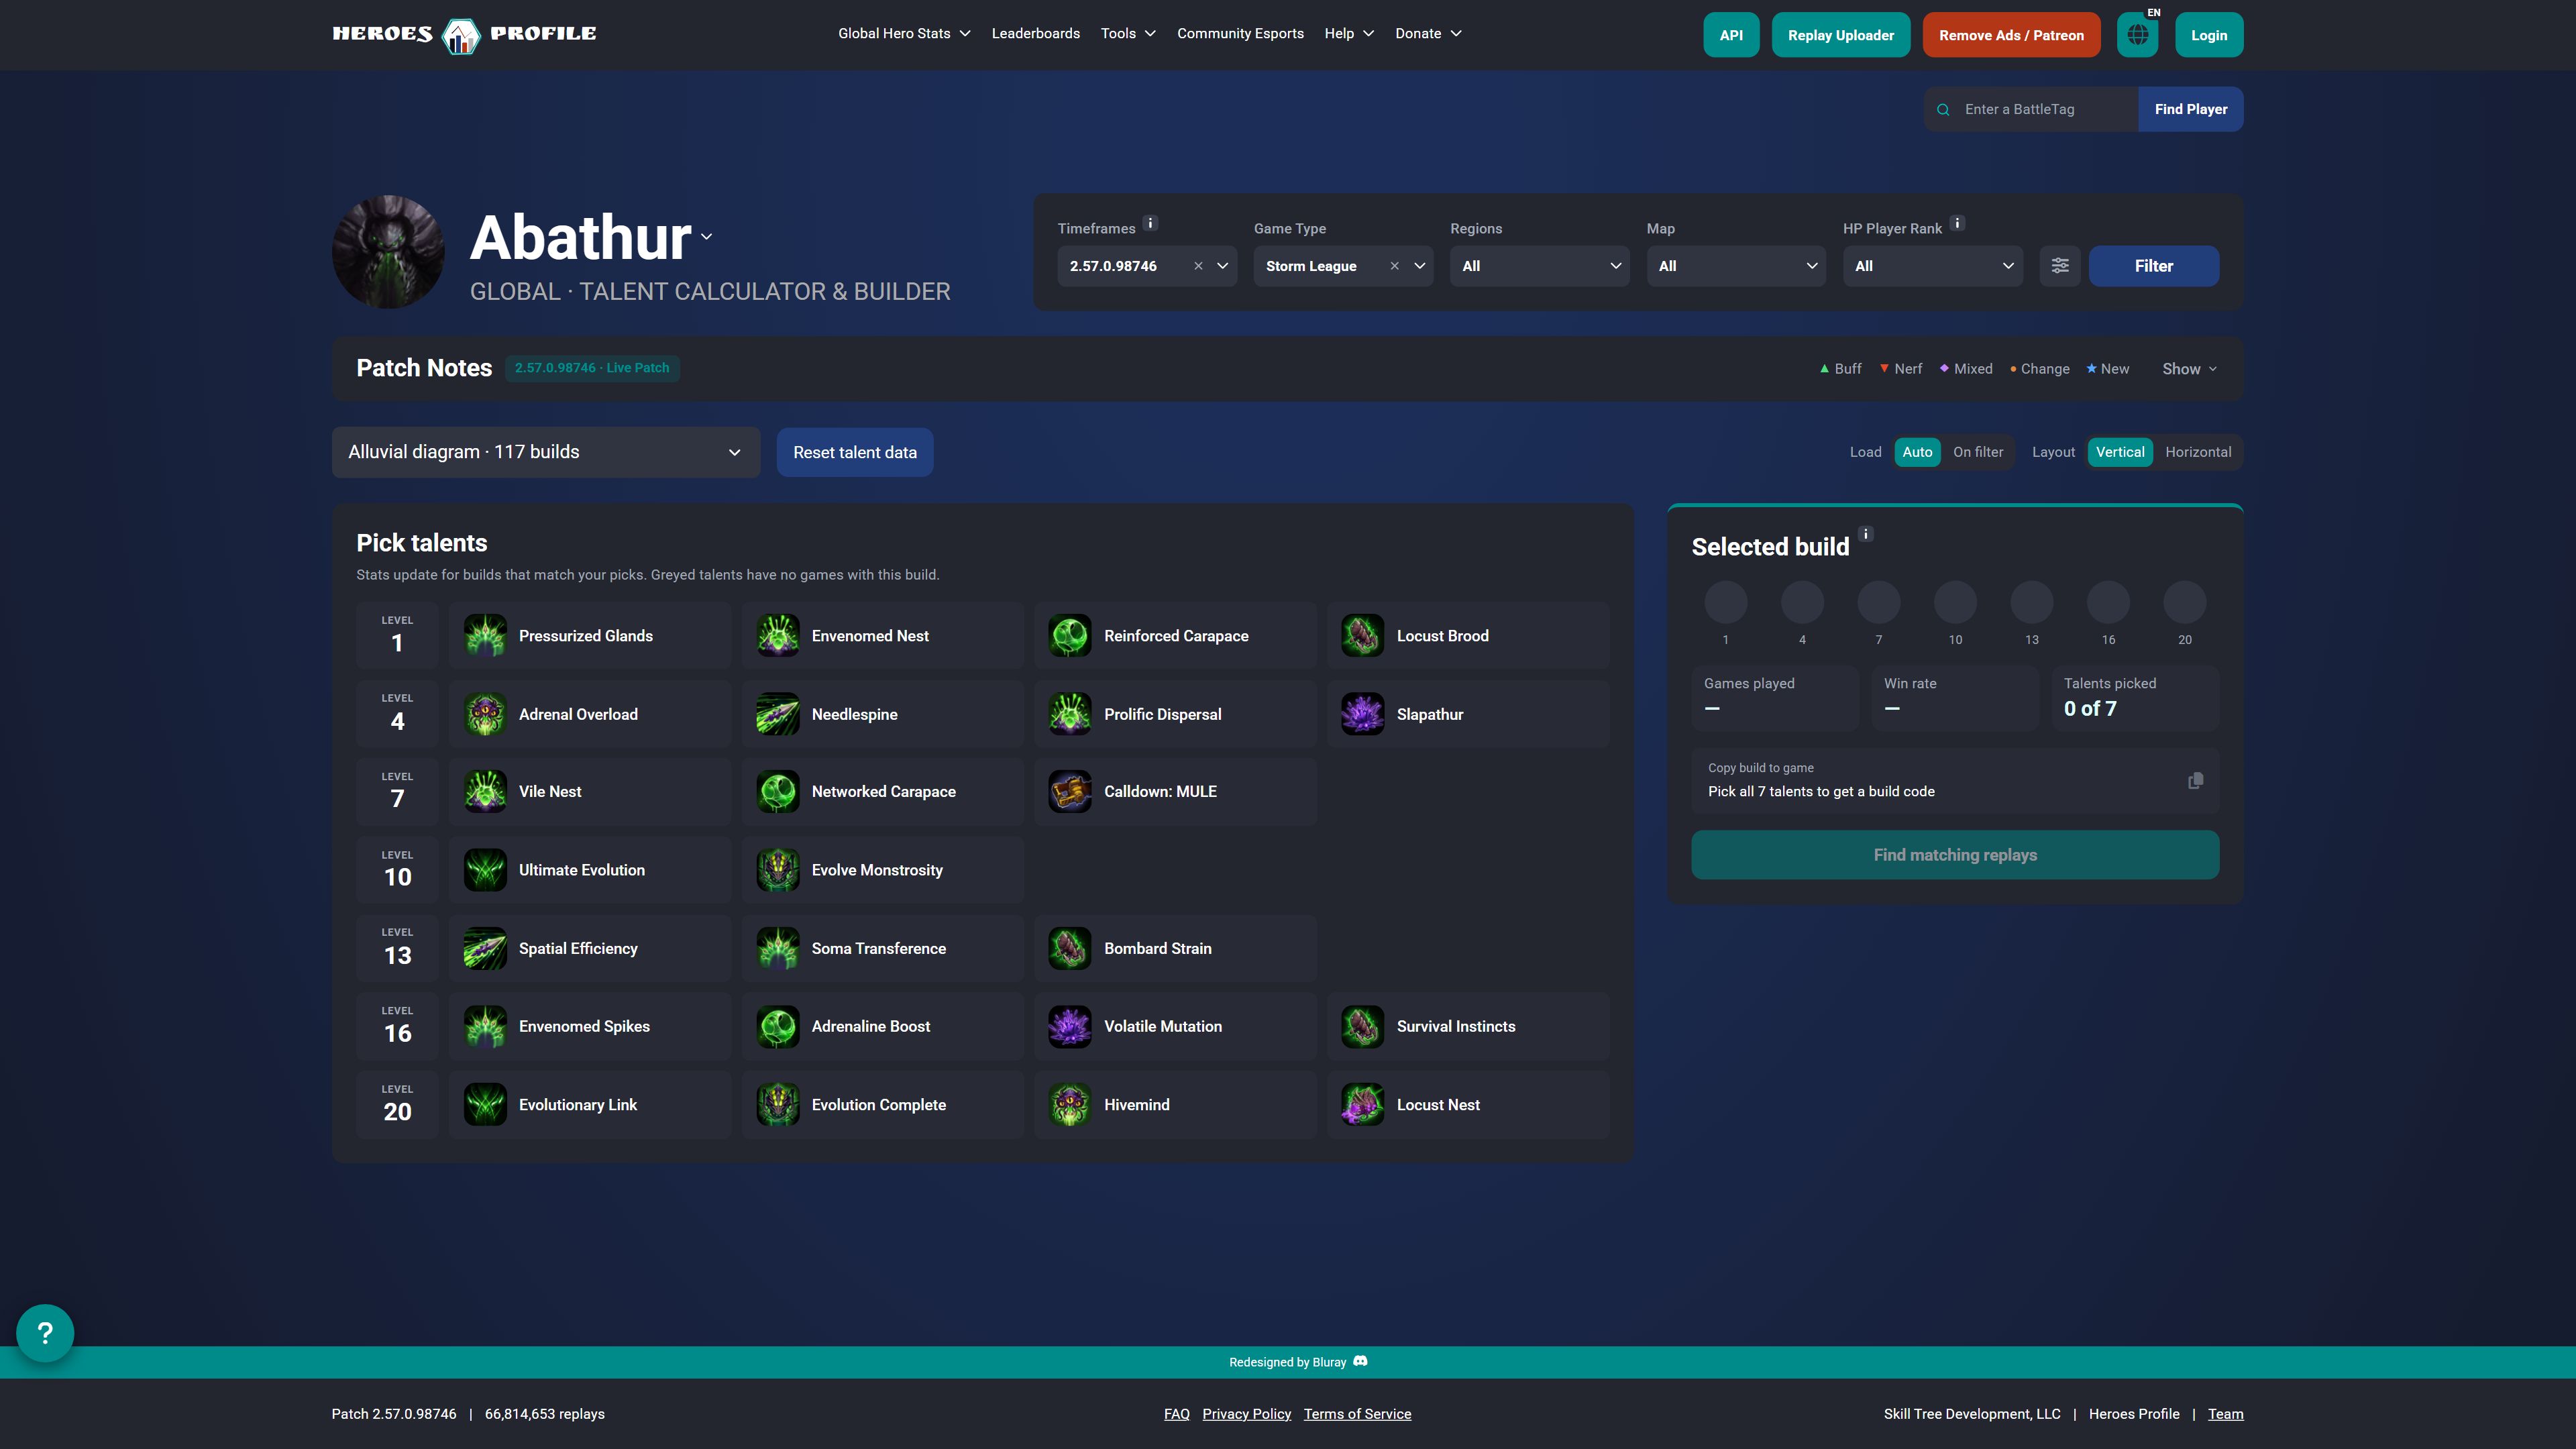 HEROES PROFILE
Global Hero Stats
Leaderboards
Tools
Community Esports
Help
Donate
API
Replay Uploader
Remove Ads / Patreon
EN
Login
Enter a BattleTag
Find Player
Abathur
GLOBAL · TALENT CALCULATOR & BUILDER
Timeframes i
Game Type
Regions
Map
HP Player Rank i
2.57.0.98746
Storm League
All
All
All
Filter
Patch Notes
2.57.0.98746 · Live Patch
Buff
Nerf
Mixed
Change
New
Show
Alluvial diagram · 117 builds
Reset talent data
Load
Auto
On filter
Layout
Vertical
Horizontal
Pick talents
Stats update for builds that match your picks. Greyed talents have no games with this build.
LEVEL
1
Pressurized Glands
Envenomed Nest
Reinforced Carapace
Locust Brood
LEVEL
4
Adrenal Overload
Needlespine
Prolific Dispersal
Slapathur
LEVEL
7
Vile Nest
Networked Carapace
Calldown: MULE
LEVEL
10
Ultimate Evolution
Evolve Monstrosity
LEVEL
13
Spatial Efficiency
Soma Transference
Bombard Strain
LEVEL
16
Envenomed Spikes
Adrenaline Boost
Volatile Mutation
Survival Instincts
LEVEL
20
Evolutionary Link
Evolution Complete
Hivemind
Locust Nest
Selected build i
1
4
7
10
13
16
20
Games played
—
Win rate
—
Talents picked
0 of 7
Copy build to game
Pick all 7 talents to get a build code
Find matching replays
?
Redesigned by Bluray
Patch 2.57.0.98746 | 66,814,653 replays
FAQ
Privacy Policy
Terms of Service
Skill Tree Development, LLC | Heroes Profile | Team